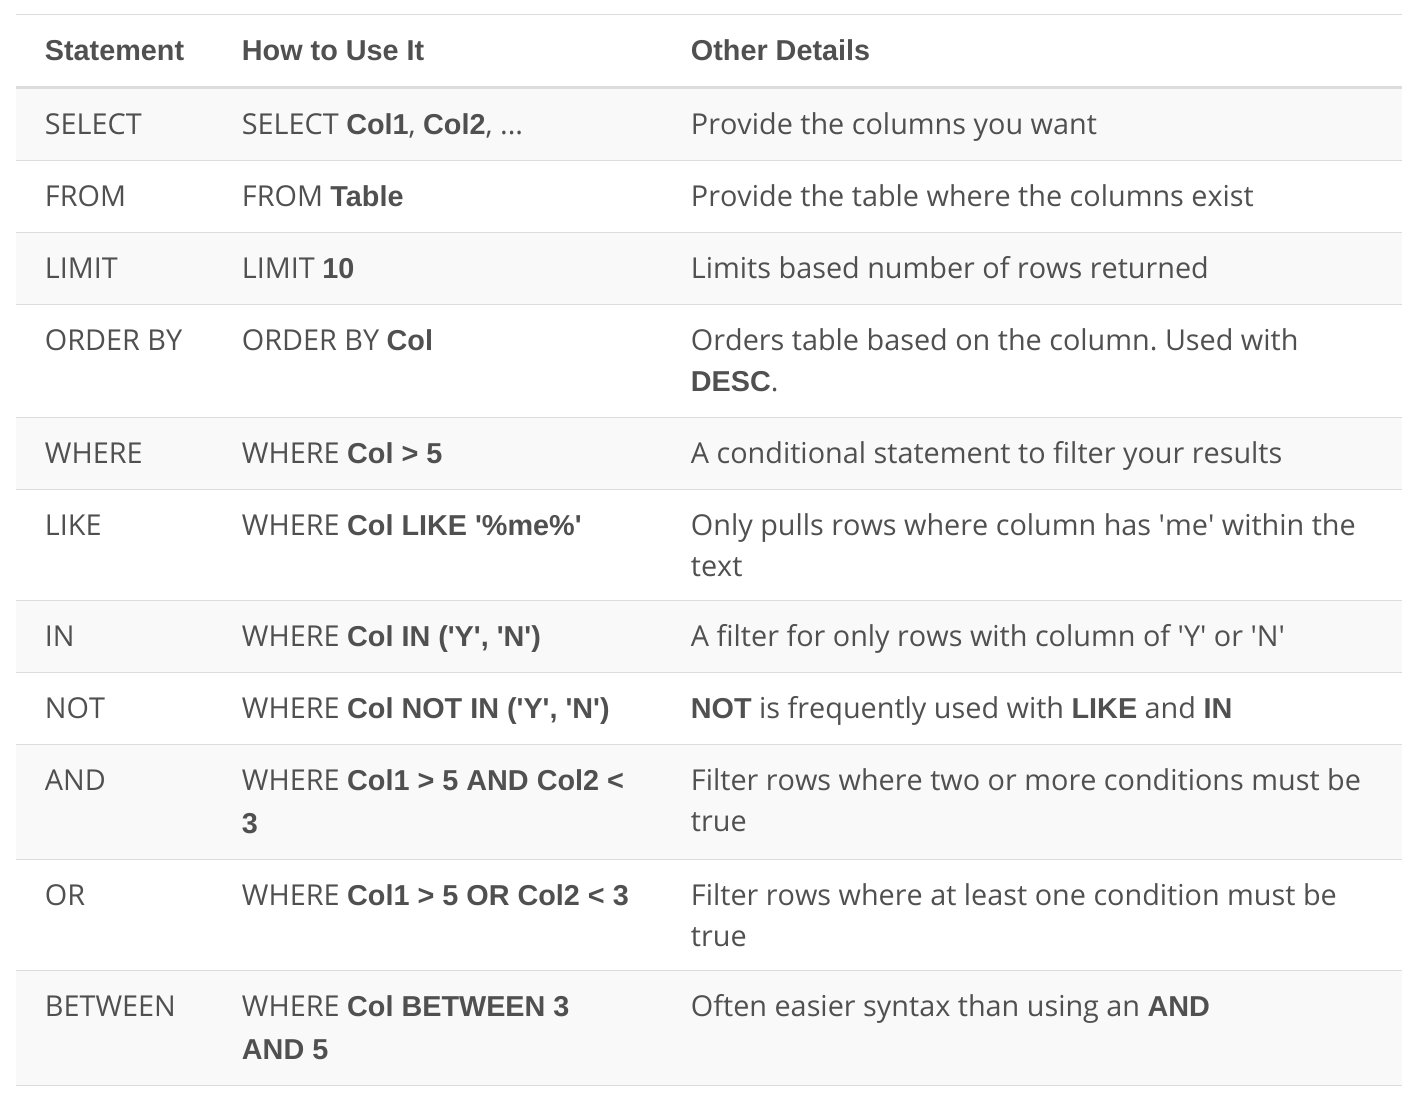 Statement How to Use It Other Details
SELECT SELECT Col1, Col2, ... Provide the columns you want
FROM FROM Table Provide the table where the columns exist
LIMIT LIMIT 10 Limits based number of rows returned
ORDER BY ORDER BY Col Orders table based on the column. Used with
DESC.
WHERE WHERE Col > 5 A conditional statement to filter your results
LIKE WHERE Col LIKE '%me%' Only pulls rows where column has 'me' within the
text
IN WHERE Col IN ('Y', 'N') A filter for only rows with column of 'Y' or 'N'
NOT WHERE Col NOT IN ('Y', 'N') NOT is frequently used with LIKE and IN
AND WHERE Col1 > 5 AND Col2 < Filter rows where two or more conditions must be
3 true
OR WHERE Col1 > 5 OR Col2 < 3 Filter rows where at least one condition must be
true
BETWEEN WHERE Col BETWEEN 3 Often easier syntax than using an AND
AND 5